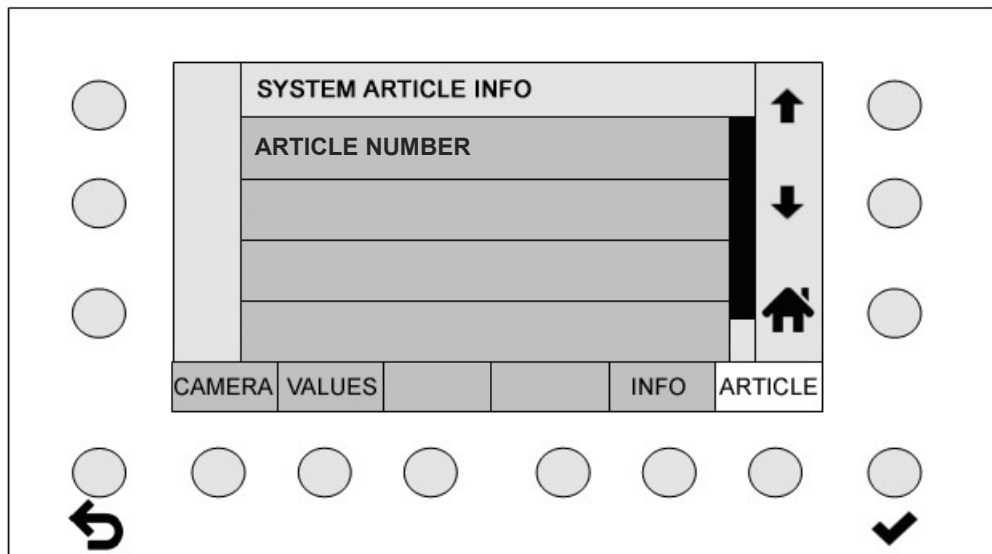 SYSTEM ARTICLE INFO
ARTICLE NUMBER
CAMERA VALUES INFO ARTICLE